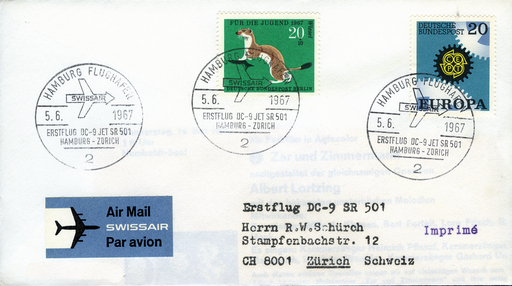 FÜR DIE JUGEND 1967
20
DEUTSCHE BUNDESPOST BERLIN
DEUTSCHE
BUNDESPOST 20
CEPT
EUROPA
HAMBURG FLUGHAFEN
SWISSAIR
5.6. 1967
ERSTFLUG DC-9 JET SR 501
HAMBURG - ZÜRICH
2
HAMBURG FLUGHAFEN
SWISSAIR
5.6. 1967
ERSTFLUG DC-9 JET SR 501
HAMBURG - ZÜRICH
2
HAMBURG FLUGHAFEN
SWISSAIR
5.6. 1967
ERSTFLUG DC-9 JET SR 501
HAMBURG - ZÜRICH
2
Zar und Zimmermann
Albert Lortzing
Air Mail
SWISSAIR
Par avion
Erstflug DC-9 SR 501
Herrn R.W.Schürch
Stampfenbachstr. 12
CH 8001 Zürich Schweiz
Imprimé